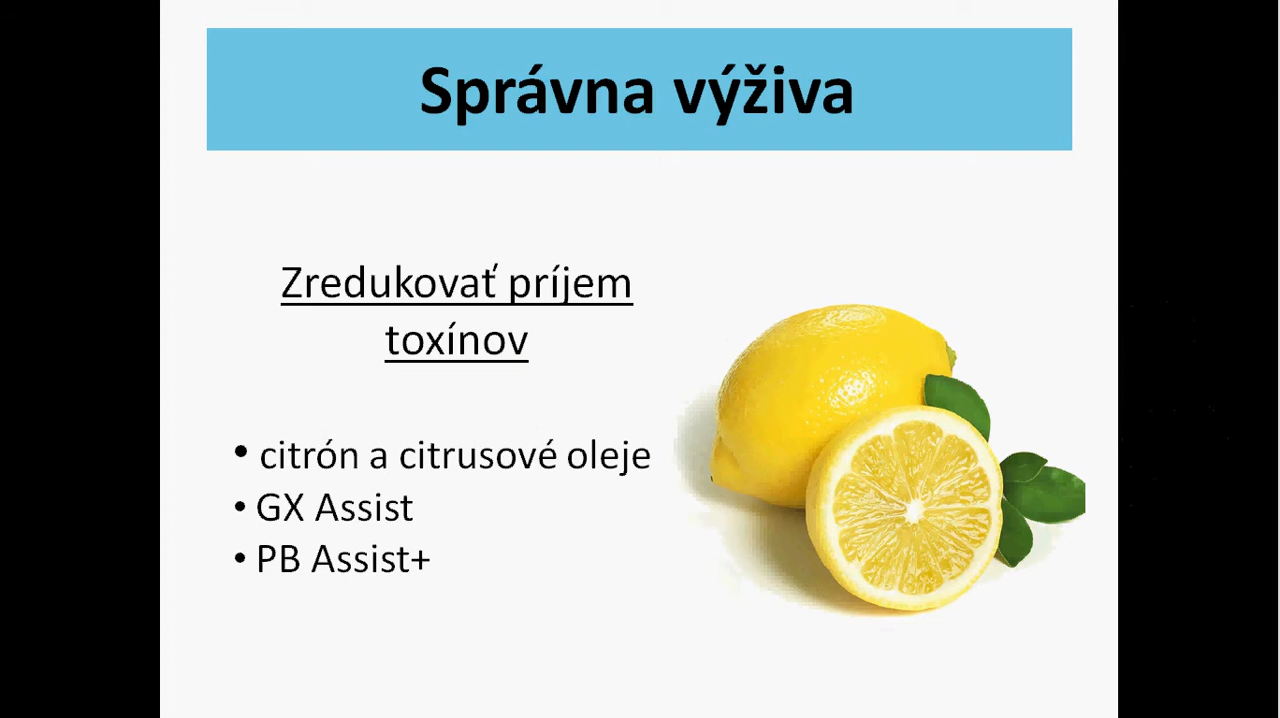 Správna výživa
Zredukovať príjem
toxínov
• citrón a citrusové oleje
• GX Assist
• PB Assist+